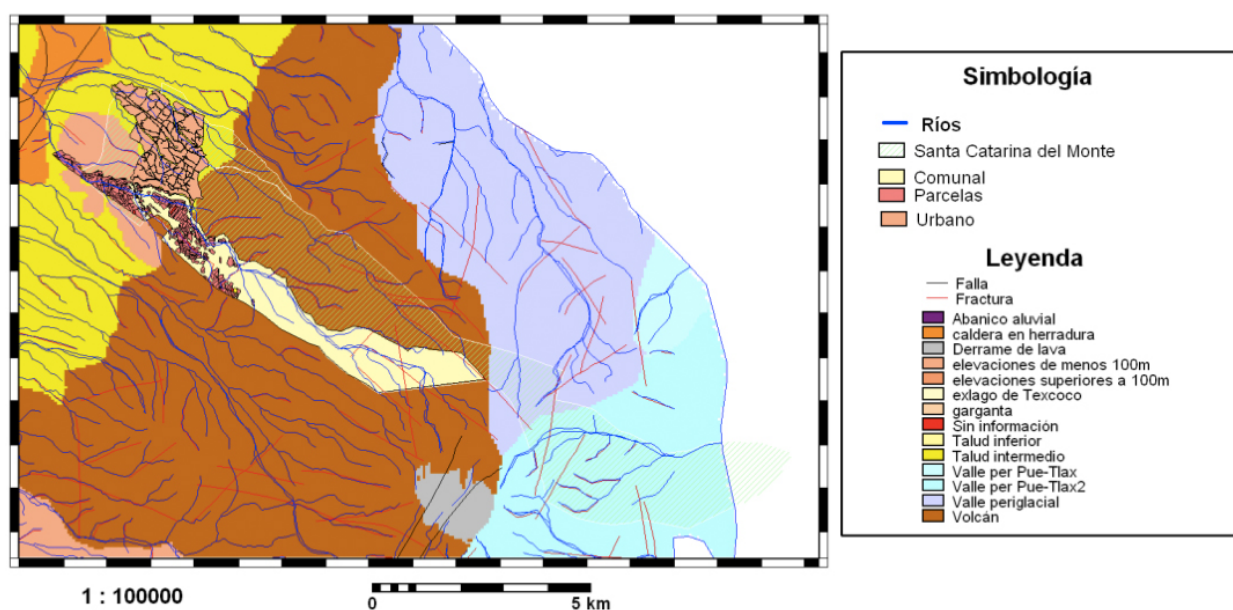 Simbología
Ríos
Santa Catarina del Monte
Comunal
Parcelas
Urbano
Leyenda
Falla
Fractura
Abanico aluvial
caldera en herradura
Derrame de lava
elevaciones de menos 100m
elevaciones superiores a 100m
exlago de Texcoco
garganta
Sin información
Talud inferior
Talud intermedio
Valle per Pue-Tlax
Valle per Pue-Tlax2
Valle periglacial
Volcán
1 : 100000
0 5 km